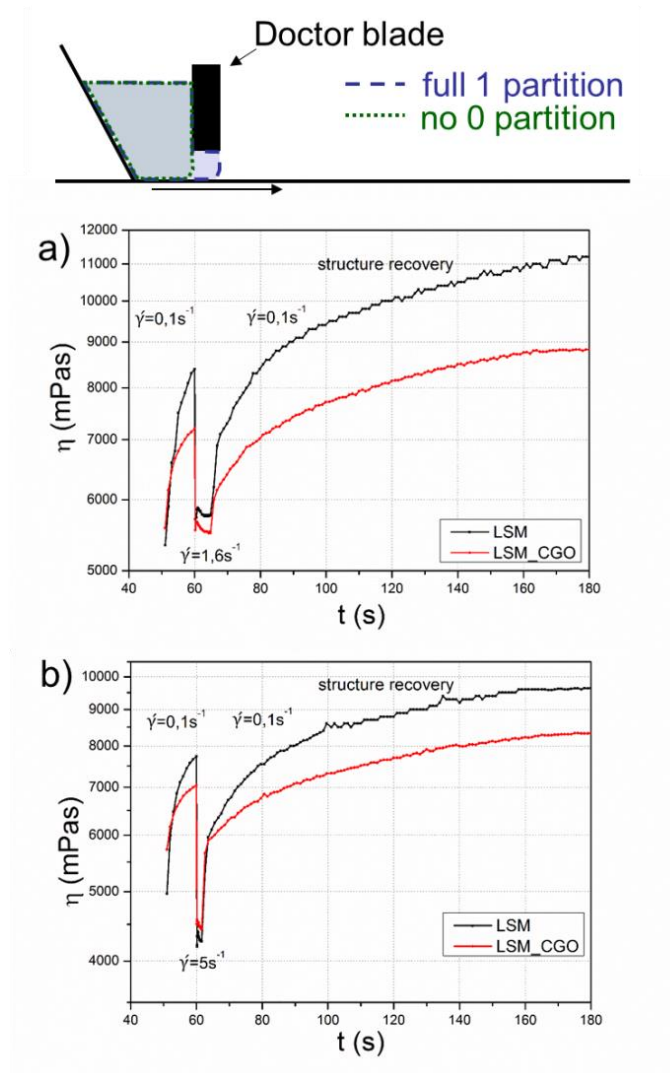 Doctor blade
full 1 partition
no 0 partition
a)
12000
11000
10000
9000
8000
7000
6000
5000
η (mPas)
γ̇=0,1s⁻¹
γ̇=0,1s⁻¹
structure recovery
γ̇=1,6s⁻¹
LSM
LSM_CGO
40 60 80 100 120 140 160 180
t (s)
b)
10000
9000
8000
7000
6000
5000
4000
η (mPas)
γ̇=0,1s⁻¹
γ̇=0,1s⁻¹
structure recovery
γ̇=5s⁻¹
LSM
LSM_CGO
40 60 80 100 120 140 160 180
t (s)